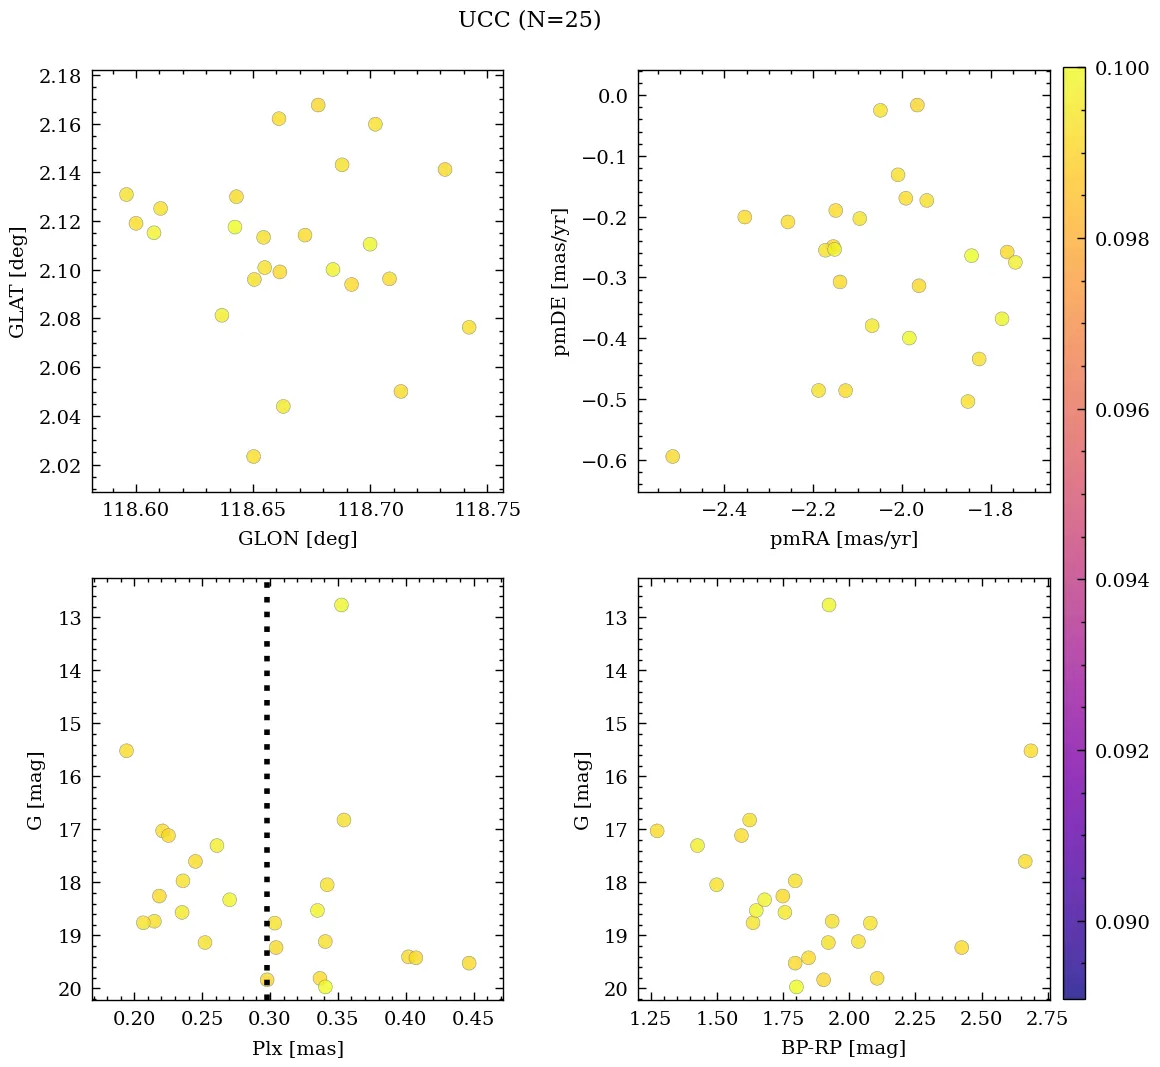 UCC (N=25)
2.18
2.16
2.14
2.12
2.10
2.08
2.06
2.04
2.02
GLAT [deg]
118.60 118.65 118.70 118.75
GLON [deg]
0.0
−0.1
−0.2
−0.3
−0.4
−0.5
−0.6
pmDE [mas/yr]
−2.4 −2.2 −2.0 −1.8
pmRA [mas/yr]
13
14
15
16
17
18
19
20
G [mag]
0.20 0.25 0.30 0.35 0.40 0.45
Plx [mas]
13
14
15
16
17
18
19
20
G [mag]
1.25 1.50 1.75 2.00 2.25 2.50 2.75
BP-RP [mag]
0.100
0.098
0.096
0.094
0.092
0.090